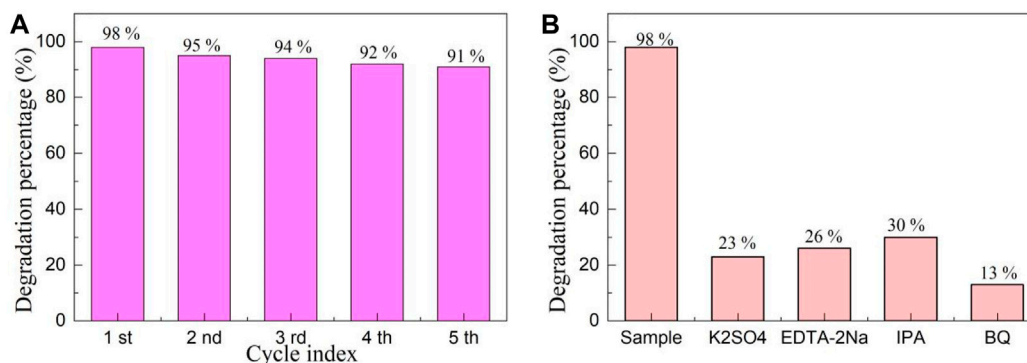 A
Degradation percentage (%)
100
80
60
40
20
0
98 %
95 %
94 %
92 %
91 %
1 st
2 nd
3 rd
4 th
5 th
Cycle index
B
Degradation percentage (%)
100
80
60
40
20
0
98 %
23 %
26 %
30 %
13 %
Sample
K2SO4
EDTA-2Na
IPA
BQ